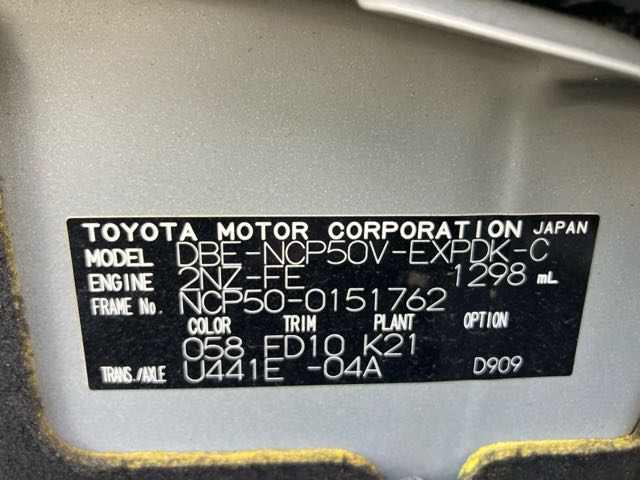 TOYOTA MOTOR CORPORATION JAPAN
MODEL DBE-NCP50V-EXPDK-C
ENGINE 2NZ-FE 1298 mL
FRAME No. NCP50-0151762
COLOR TRIM PLANT OPTION
058 FD10 K21
TRANS./AXLE U441E -04A D909